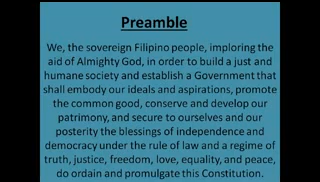 Preamble
We, the sovereign Filipino people, imploring the
aid of Almighty God, in order to build a just and
humane society and establish a Government that
shall embody our ideals and aspirations, promote
the common good, conserve and develop our
patrimony, and secure to ourselves and our
posterity the blessings of independence and
democracy under the rule of law and a regime of
truth, justice, freedom, love, equality, and peace,
do ordain and promulgate this Constitution.